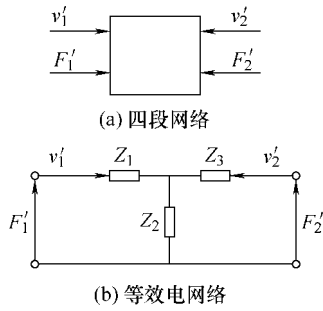 v₁′ v₂′
F₁′ F₂′
(a) 四段网络
v₁′ Z₁ Z₃ v₂′
F₁′ Z₂ F₂′
(b) 等效电网络